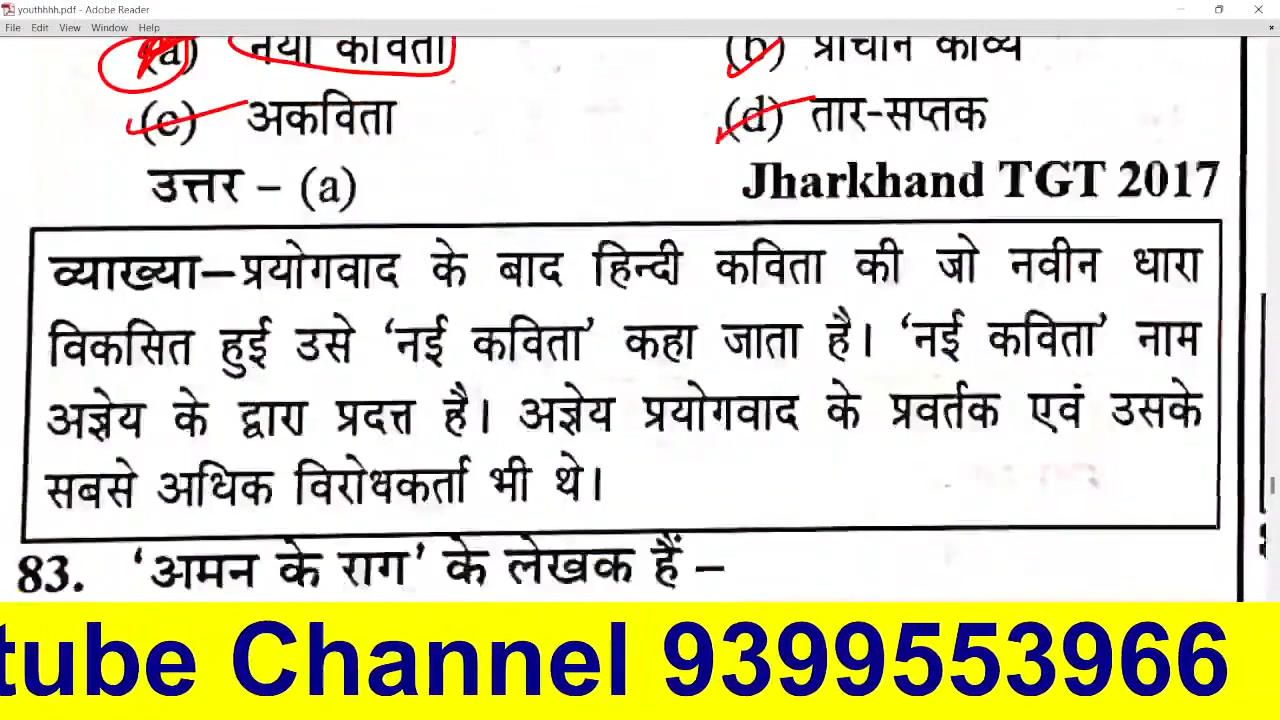 youthhhh.pdf - Adobe Reader
File Edit View Window Help
(a) नयी कविता (b) प्राचीन काव्य
(c) अकविता (d) तार-सप्तक
उत्तर – (a) Jharkhand TGT 2017
व्याख्या–प्रयोगवाद के बाद हिन्दी कविता की जो नवीन धारा
विकसित हुई उसे ‘नई कविता’ कहा जाता है। ‘नई कविता’ नाम
अज्ञेय के द्वारा प्रदत्त है। अज्ञेय प्रयोगवाद के प्रवर्तक एवं उसके
सबसे अधिक विरोधकर्ता भी थे।
83. ‘अमन के राग’ के लेखक हैं –
tube Channel 9399553966